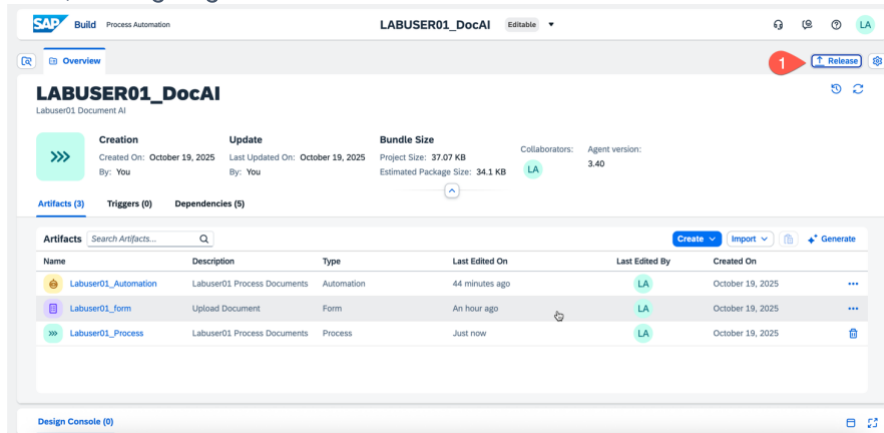 SAP Build Process Automation LABUSER01_DocAI Editable LA
Overview 1 Release
LABUSER01_DocAI
Labuser01 Document AI
Creation Update Bundle Size
Created On: October 19, 2025 Last Updated On: October 19, 2025 Project Size: 37.07 KB Collaborators: Agent version:
By: You By: You Estimated Package Size: 34.1 KB LA 3.40
Artifacts (3) Triggers (0) Dependencies (5)
Artifacts Search Artifacts... Create Import Generate
Name Description Type Last Edited On Last Edited By Created On
Labuser01_Automation Labuser01 Process Documents Automation 44 minutes ago LA October 19, 2025
Labuser01_form Upload Document Form An hour ago LA October 19, 2025
Labuser01_Process Labuser01 Process Documents Process Just now LA October 19, 2025
Design Console (0)